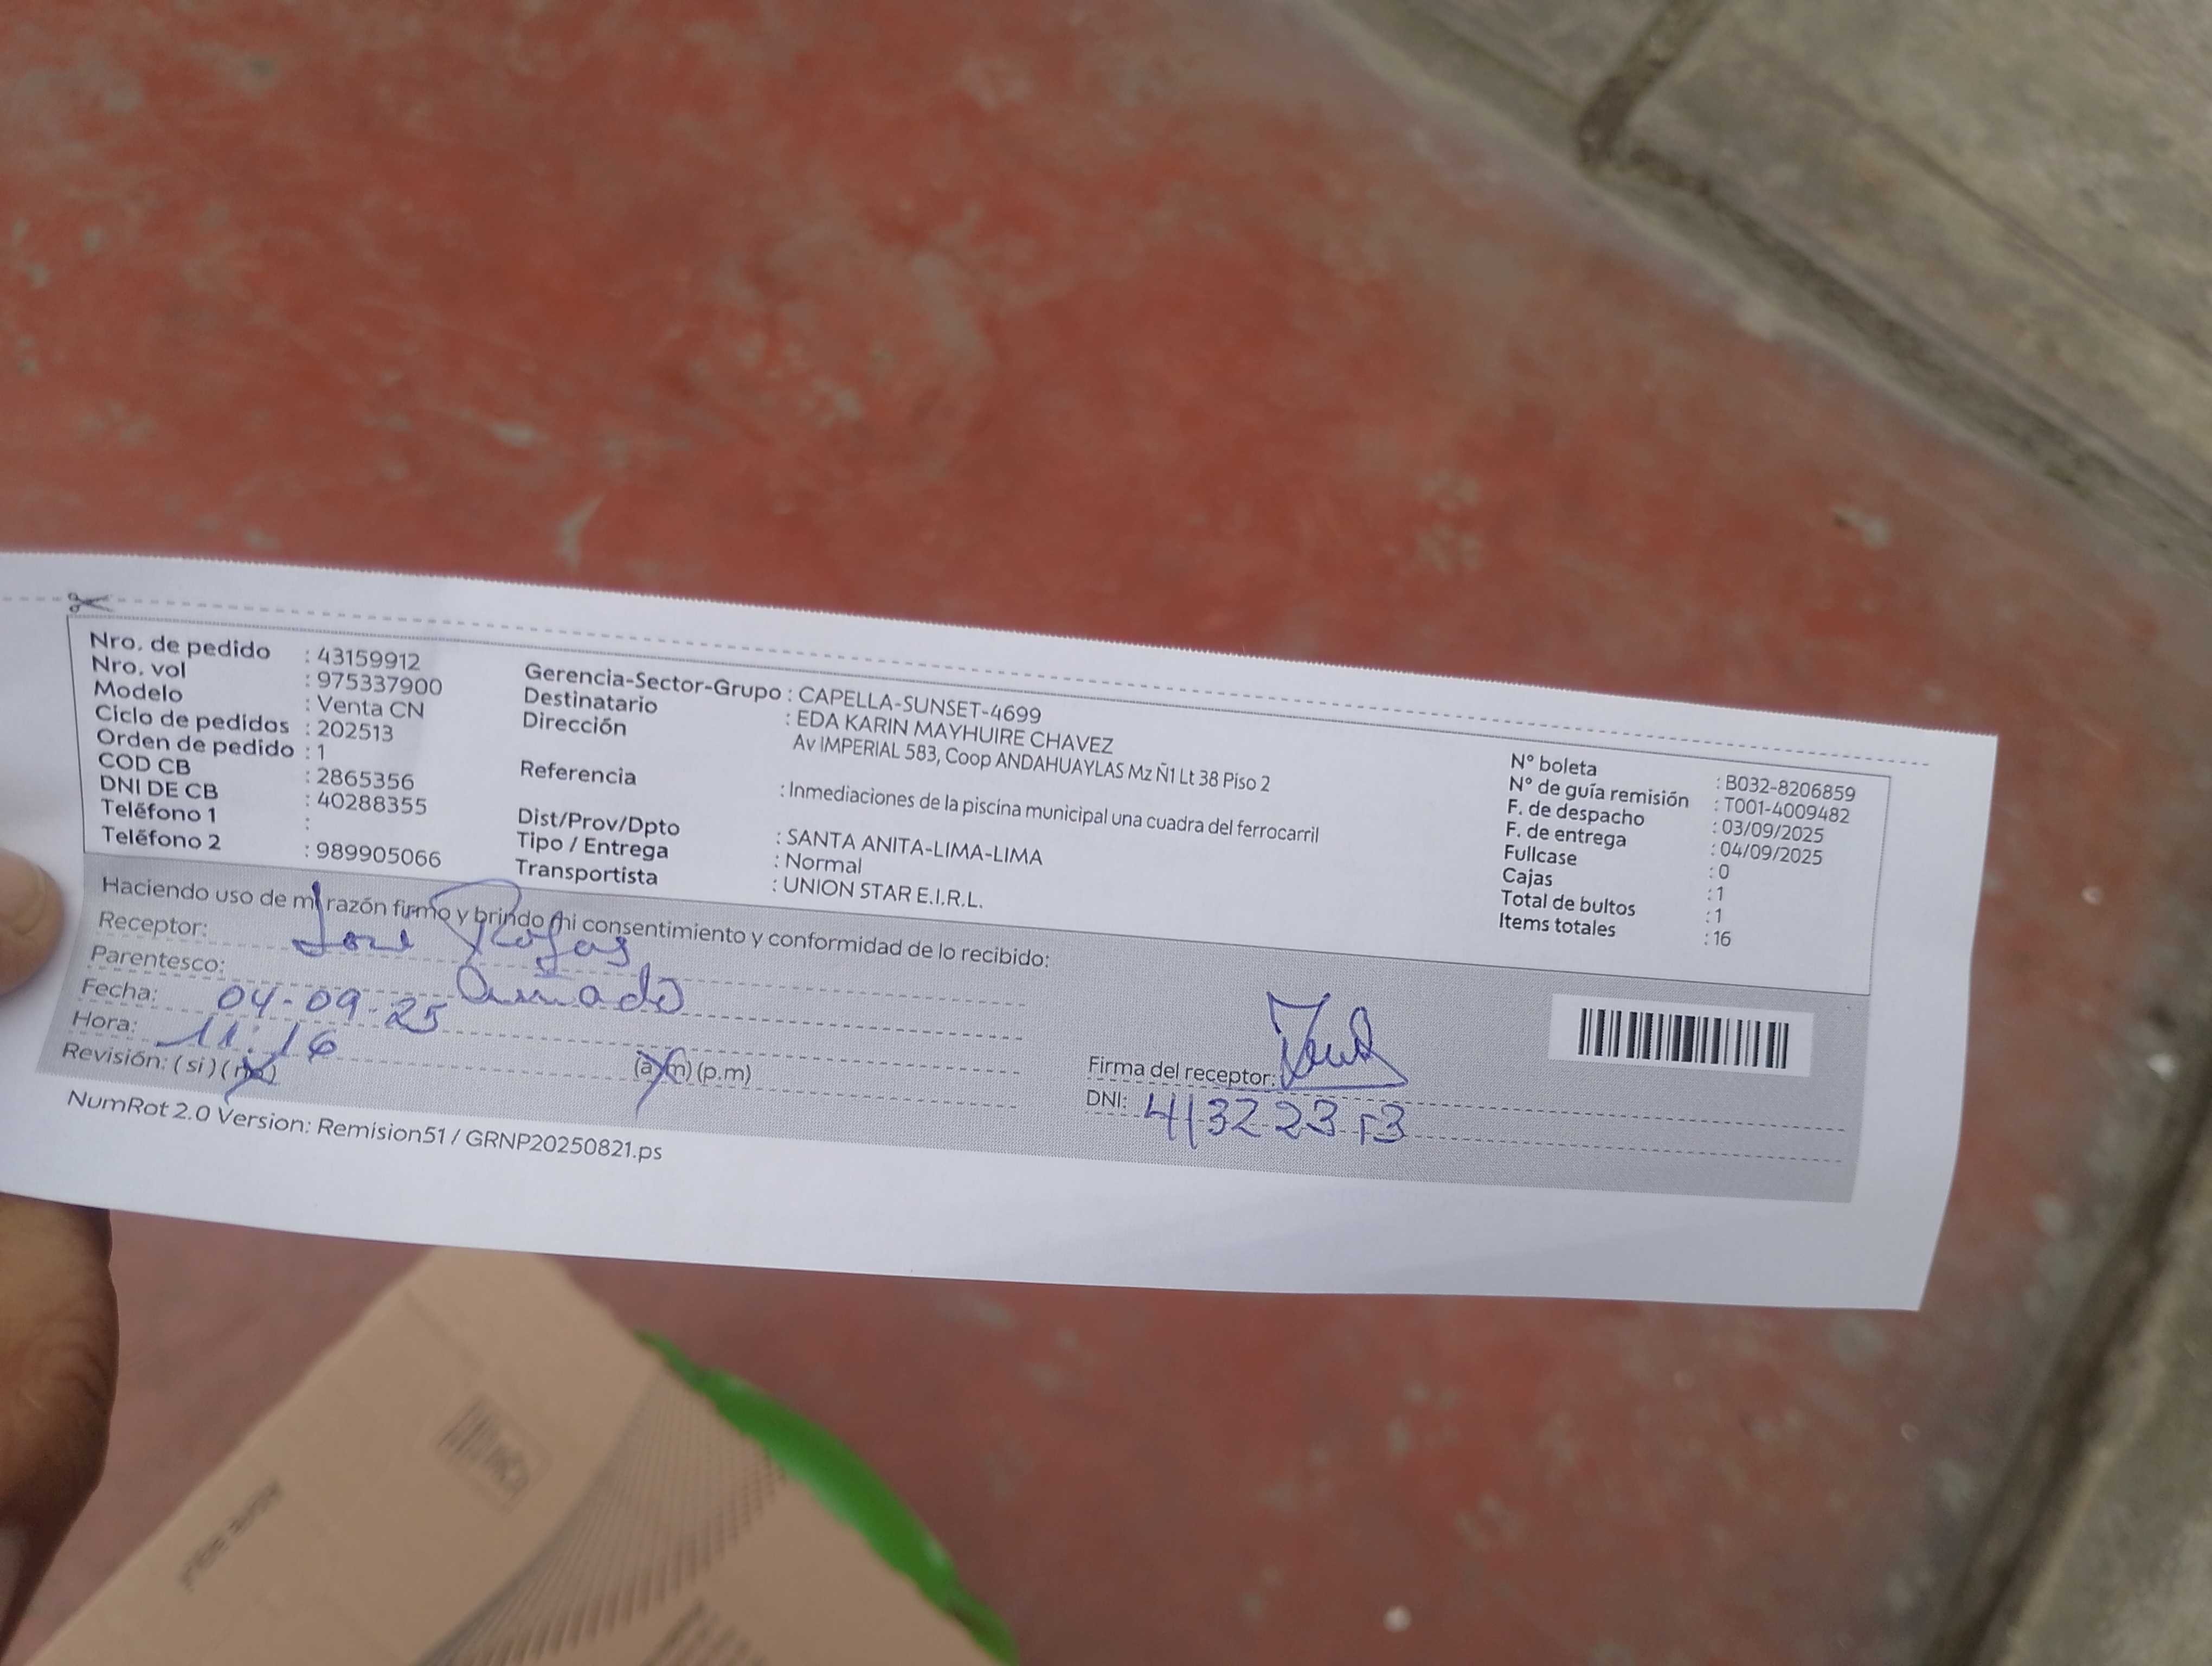 Nro. de pedido : 43159912
Nro. vol : 975337900
Modelo : Venta CN
Ciclo de pedidos : 202513
Orden de pedido : 1
COD CB : 2865356
DNI DE CB : 40288355
Teléfono 1 :
Teléfono 2 : 989905066
Gerencia-Sector-Grupo : CAPELLA-SUNSET-4699
Destinatario : EDA KARIN MAYHUIRE CHAVEZ
Dirección Av IMPERIAL 583, Coop ANDAHUAYLAS Mz Ñ1 Lt 38 Piso 2
Referencia : Inmediaciones de la piscina municipal una cuadra del ferrocarril
Dist/Prov/Dpto : SANTA ANITA-LIMA-LIMA
Tipo / Entrega : Normal
Transportista : UNION STAR E.I.R.L.
N° boleta : B032-8206859
N° de guía remisión : T001-4009482
F. de despacho : 03/09/2025
F. de entrega : 04/09/2025
Fullcase : 0
Cajas : 1
Total de bultos : 1
Items totales : 16
Haciendo uso de mi razón firmo y brindo mi consentimiento y conformidad de lo recibido:
Receptor: Jose Rojas
Parentesco:
Fecha: 04-09-25
Hora: 11:16 (a.m) (p.m)
Revisión: (si) (no)
Firma del receptor:
DNI:
NumRot 2.0 Version: Remision51 / GRNP20250821.ps